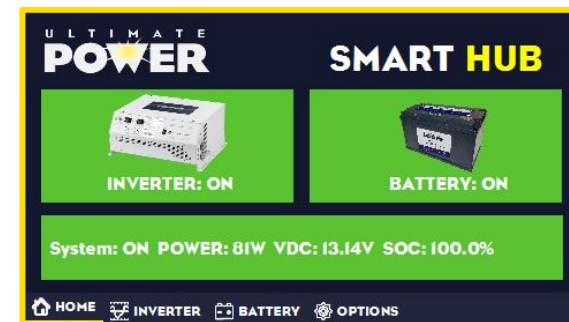 ULTIMATE
POWER
SMART HUB
INVERTER: ON
BATTERY: ON
System: ON POWER: 81W VDC: 13.14V SOC: 100.0%
HOME INVERTER BATTERY OPTIONS